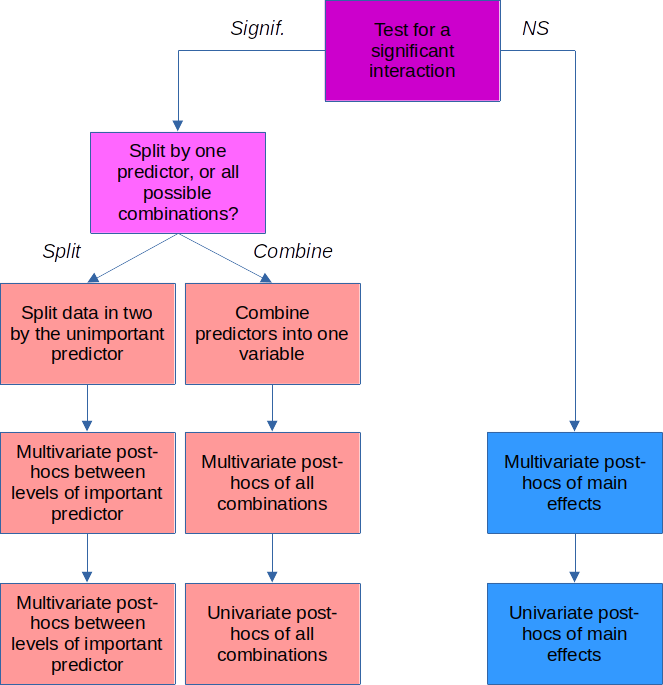 Signif.
Test for a
significant
interaction
NS
Split by one
predictor, or all
possible
combinations?
Split
Combine
Split data in two
by the unimportant
predictor
Combine
predictors into one
variable
Multivariate post-
hocs between
levels of important
predictor
Multivariate post-
hocs of all
combinations
Multivariate post-
hocs of main
effects
Multivariate post-
hocs between
levels of important
predictor
Univariate post-
hocs of all
combinations
Univariate post-
hocs of main
effects